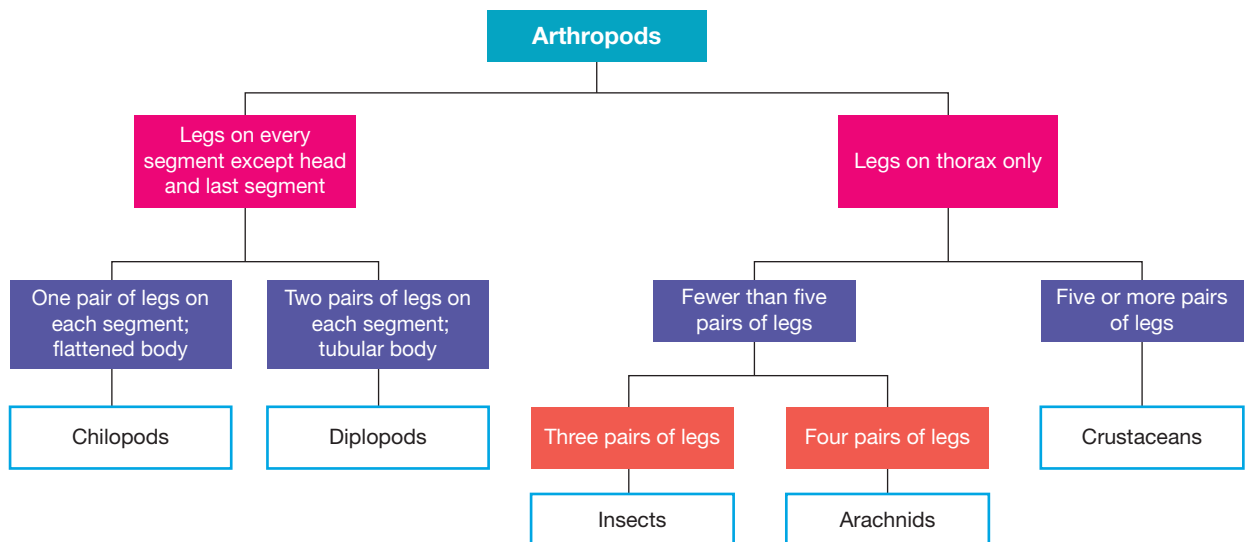 Arthropods
Legs on every
segment except head
and last segment
Legs on thorax only
One pair of legs on
each segment;
flattened body
Two pairs of legs on
each segment;
tubular body
Fewer than five
pairs of legs
Five or more pairs
of legs
Chilopods
Diplopods
Three pairs of legs
Four pairs of legs
Crustaceans
Insects
Arachnids